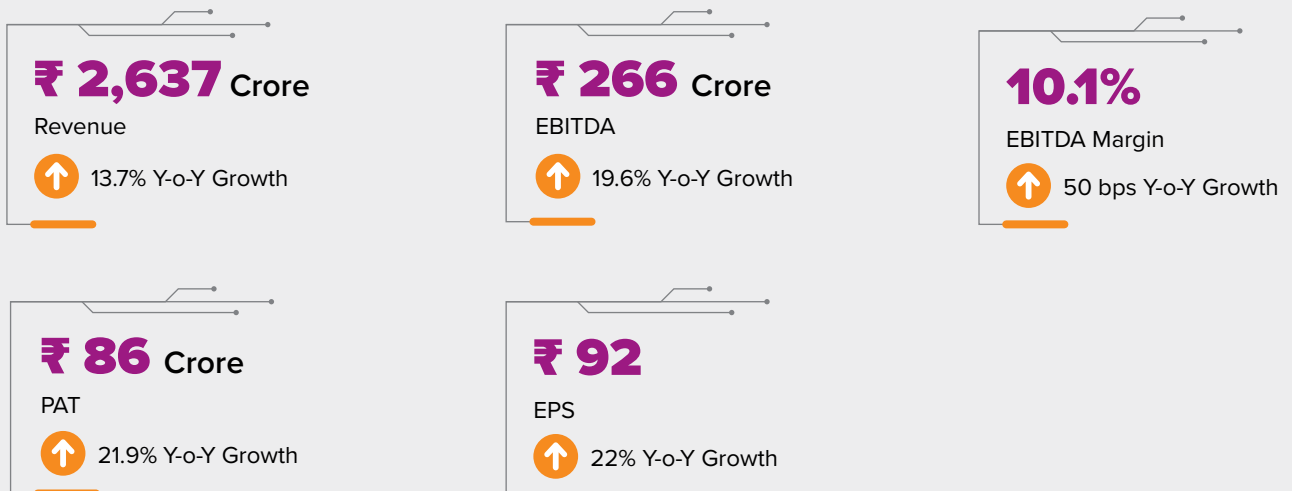 ₹ 2,637 Crore
Revenue
13.7% Y-o-Y Growth
₹ 266 Crore
EBITDA
19.6% Y-o-Y Growth
10.1%
EBITDA Margin
50 bps Y-o-Y Growth
₹ 86 Crore
PAT
21.9% Y-o-Y Growth
₹ 92
EPS
22% Y-o-Y Growth